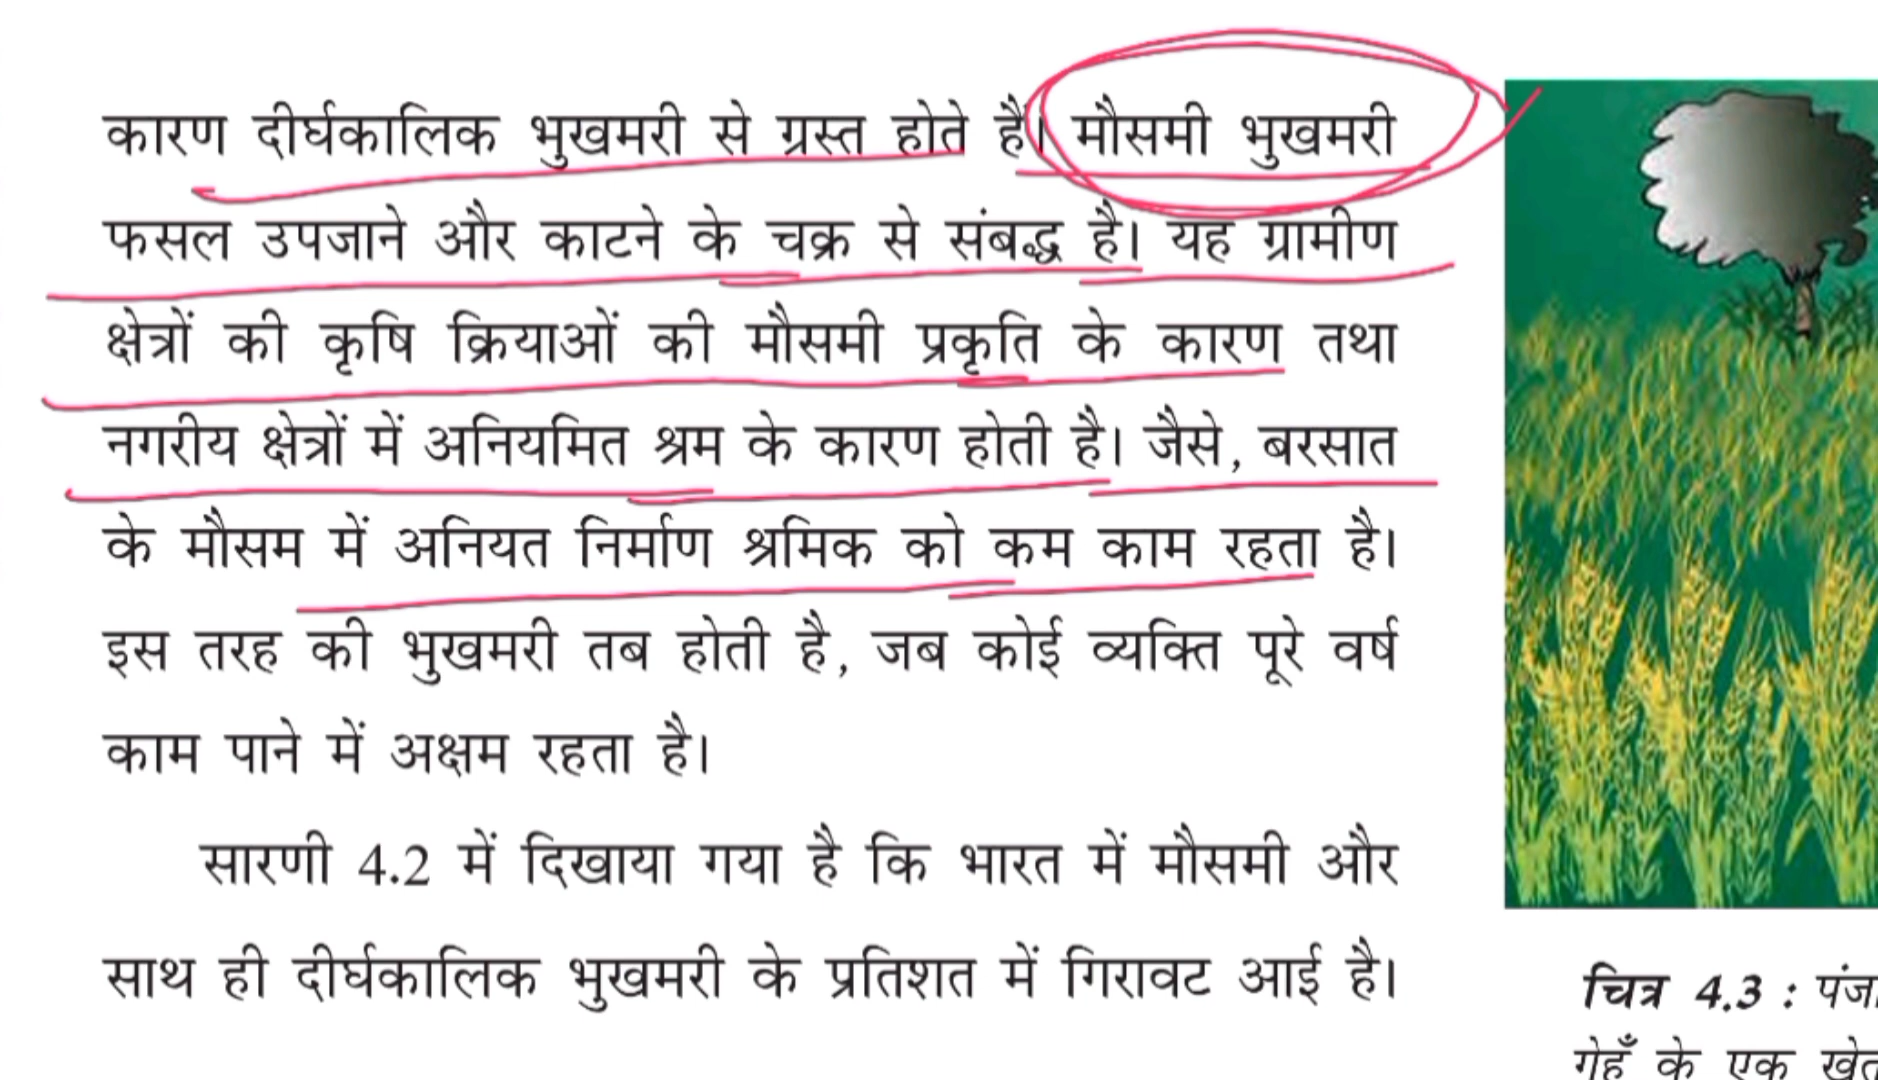 कारण दीर्घकालिक भुखमरी से ग्रस्त होते हैं। मौसमी भुखमरी
फसल उपजाने और काटने के चक्र से संबद्ध है। यह ग्रामीण
क्षेत्रों की कृषि क्रियाओं की मौसमी प्रकृति के कारण तथा
नगरीय क्षेत्रों में अनियमित श्रम के कारण होती है। जैसे, बरसात
के मौसम में अनियत निर्माण श्रमिक को कम काम रहता है।
इस तरह की भुखमरी तब होती है, जब कोई व्यक्ति पूरे वर्ष
काम पाने में अक्षम रहता है।
सारणी 4.2 में दिखाया गया है कि भारत में मौसमी और
साथ ही दीर्घकालिक भुखमरी के प्रतिशत में गिरावट आई है।
चित्र 4.3 :
गेहूँ के एक